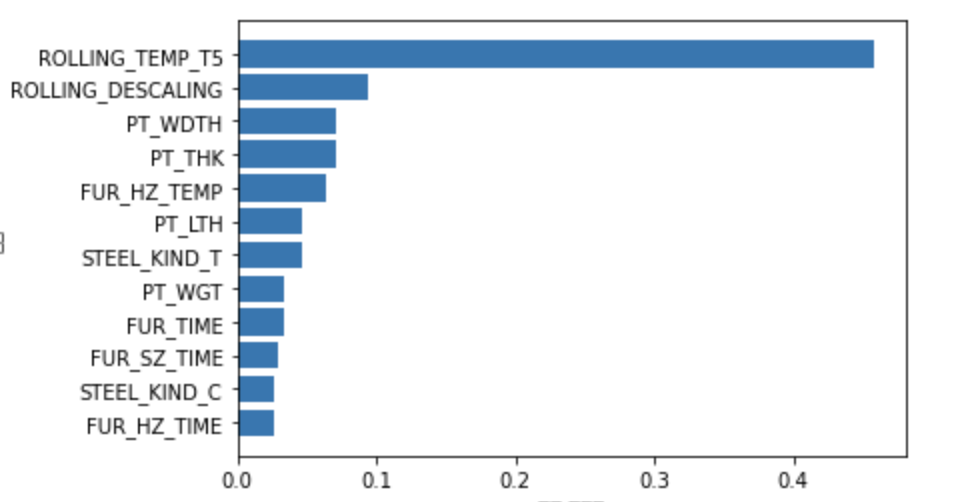 ROLLING_TEMP_T5
ROLLING_DESCALING
PT_WDTH
PT_THK
FUR_HZ_TEMP
PT_LTH
STEEL_KIND_T
PT_WGT
FUR_TIME
FUR_SZ_TIME
STEEL_KIND_C
FUR_HZ_TIME
0.0 0.1 0.2 0.3 0.4